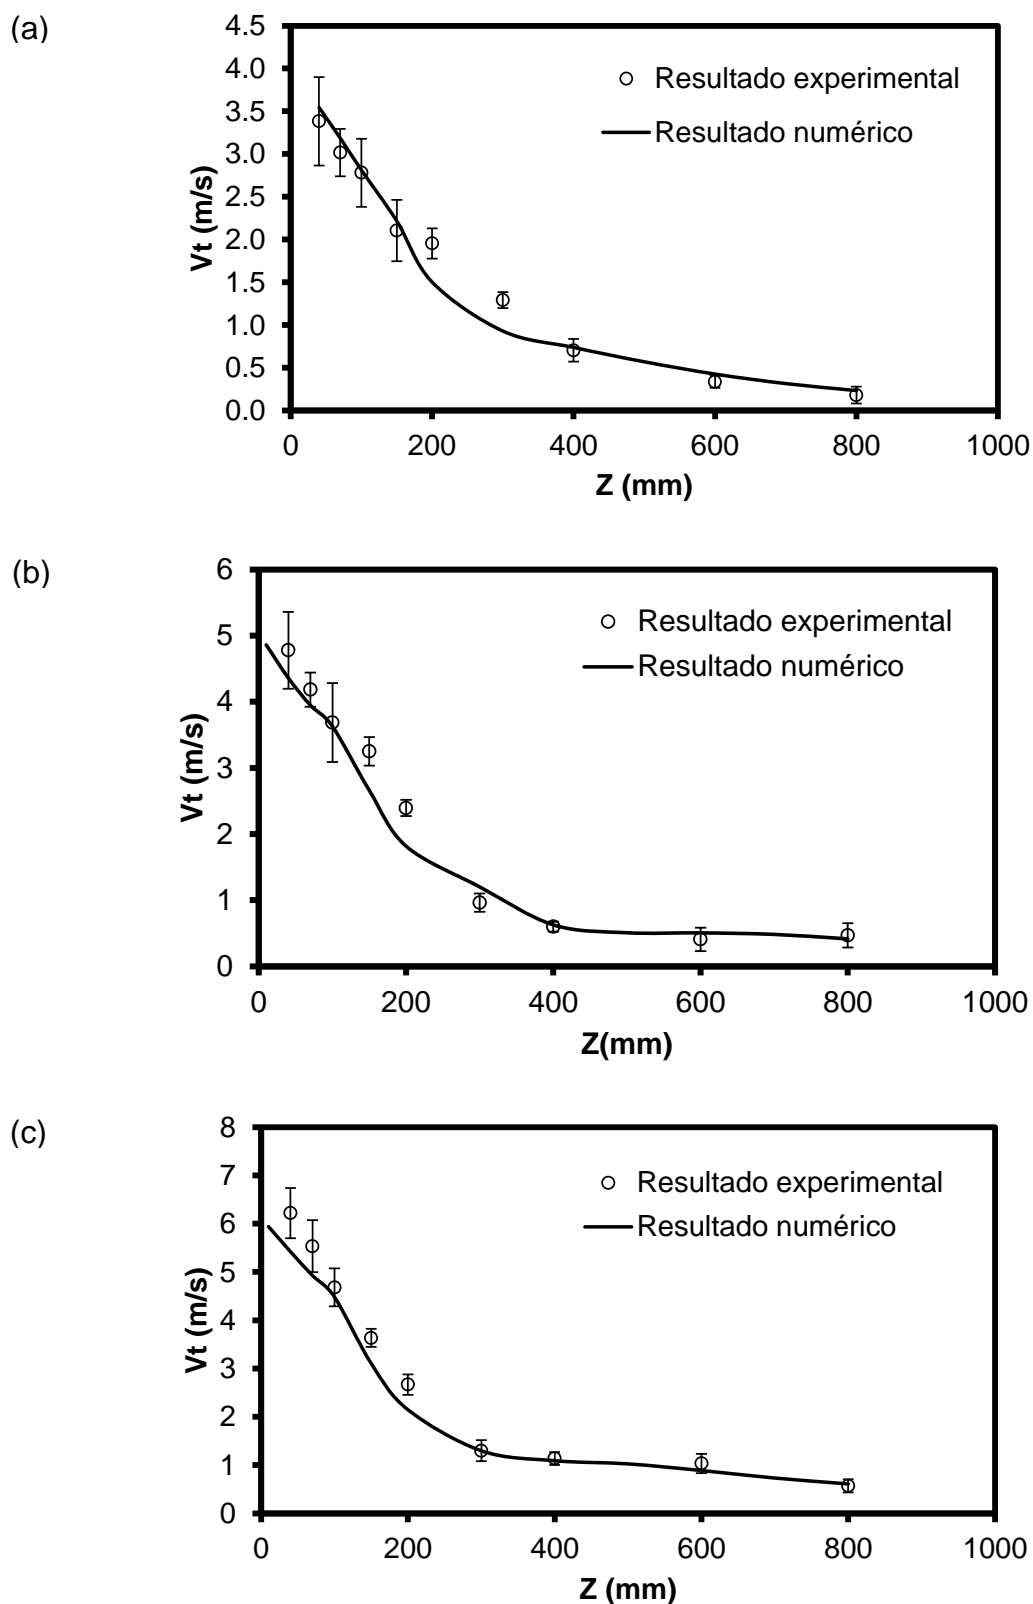 (a)
4.5
4.0
3.5
3.0
2.5
2.0
1.5
1.0
0.5
0.0
Vt (m/s)
Resultado experimental
Resultado numérico
0 200 400 600 800 1000
Z (mm)
(b)
6
5
4
3
2
1
0
Vt (m/s)
Resultado experimental
Resultado numérico
0 200 400 600 800 1000
Z(mm)
(c)
8
7
6
5
4
3
2
1
0
Vt (m/s)
Resultado experimental
Resultado numérico
0 200 400 600 800 1000
Z (mm)